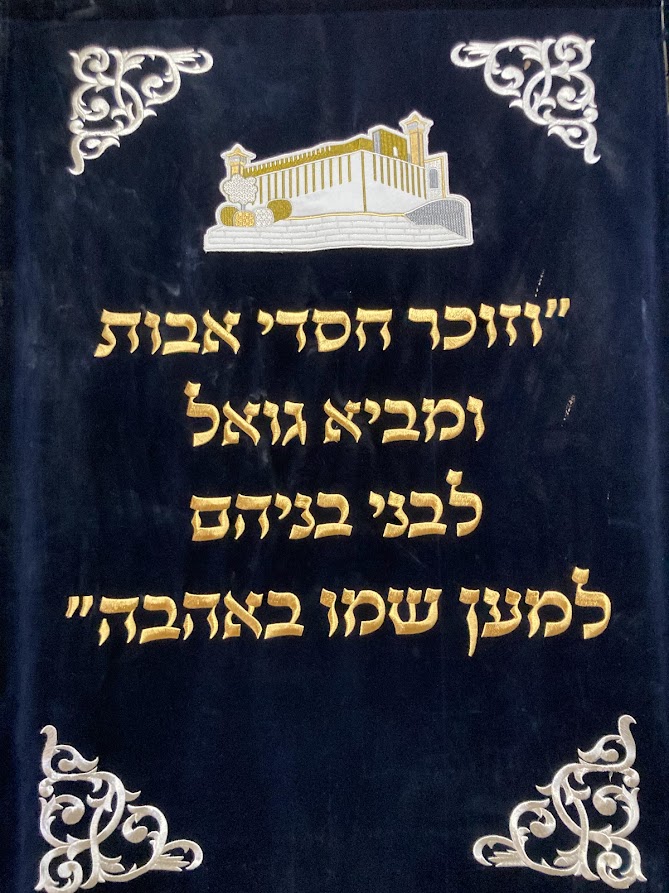 "וזוכר חסדי אבות
ומביא גואל
לבני בניהם
למען שמו באהבה"